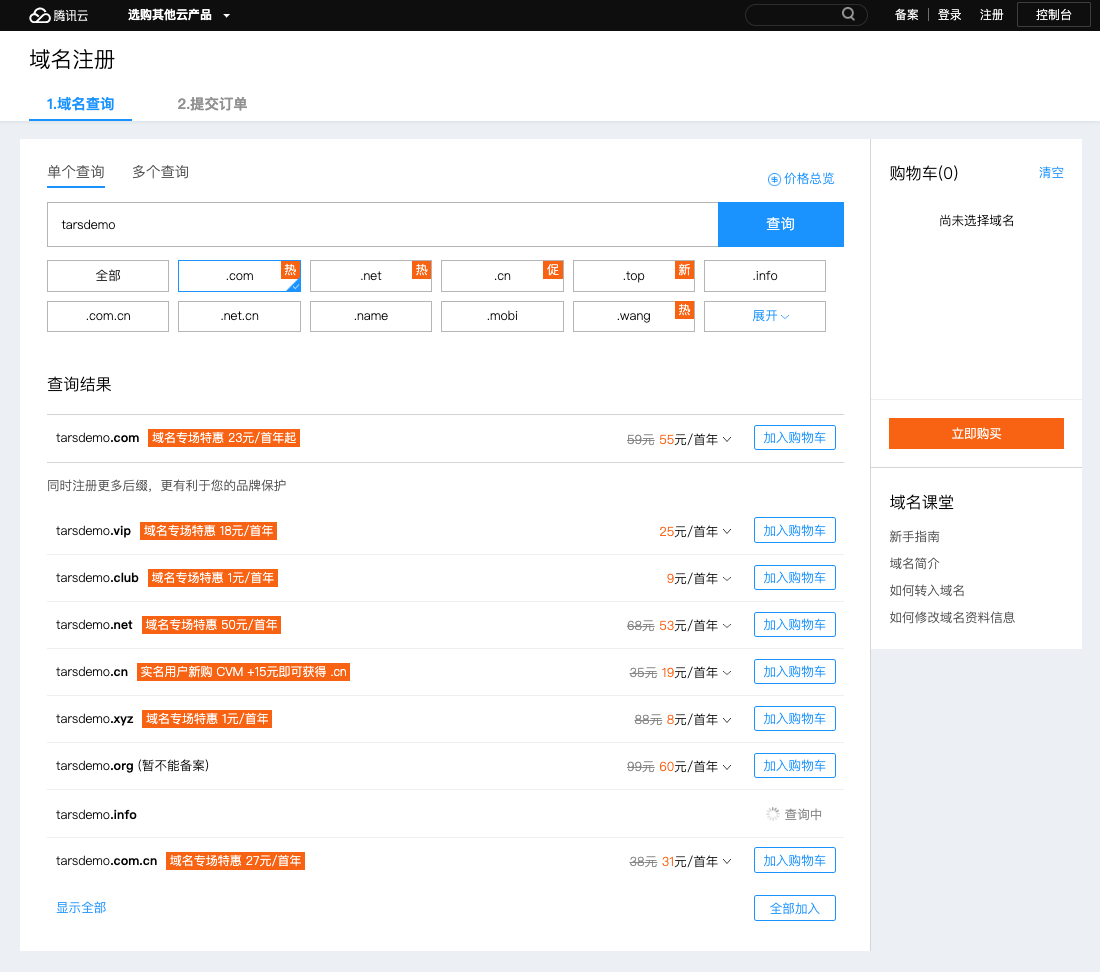 腾讯云 选购其他云产品 备案 登录 注册 控制台
域名注册
1.域名查询 2.提交订单
单个查询 多个查询
价格总览
tarsdemo 查询
全部 .com 热 .net 热 .cn 促 .top 新 .info
.com.cn .net.cn .name .mobi .wang 热 展开
查询结果
tarsdemo.com 域名专场特惠 23元/首年起 59元 55元/首年 加入购物车
同时注册更多后缀，更有利于您的品牌保护
tarsdemo.vip 域名专场特惠 18元/首年 25元/首年 加入购物车
tarsdemo.club 域名专场特惠 1元/首年 9元/首年 加入购物车
tarsdemo.net 域名专场特惠 50元/首年 68元 53元/首年 加入购物车
tarsdemo.cn 实名用户新购 CVM +15元即可获得 .cn 35元 19元/首年 加入购物车
tarsdemo.xyz 域名专场特惠 1元/首年 88元 8元/首年 加入购物车
tarsdemo.org (暂不能备案) 99元 60元/首年 加入购物车
tarsdemo.info 查询中
tarsdemo.com.cn 域名专场特惠 27元/首年 38元 31元/首年 加入购物车
显示全部 全部加入
购物车(0) 清空
尚未选择域名
立即购买
域名课堂
新手指南
域名简介
如何转入域名
如何修改域名资料信息